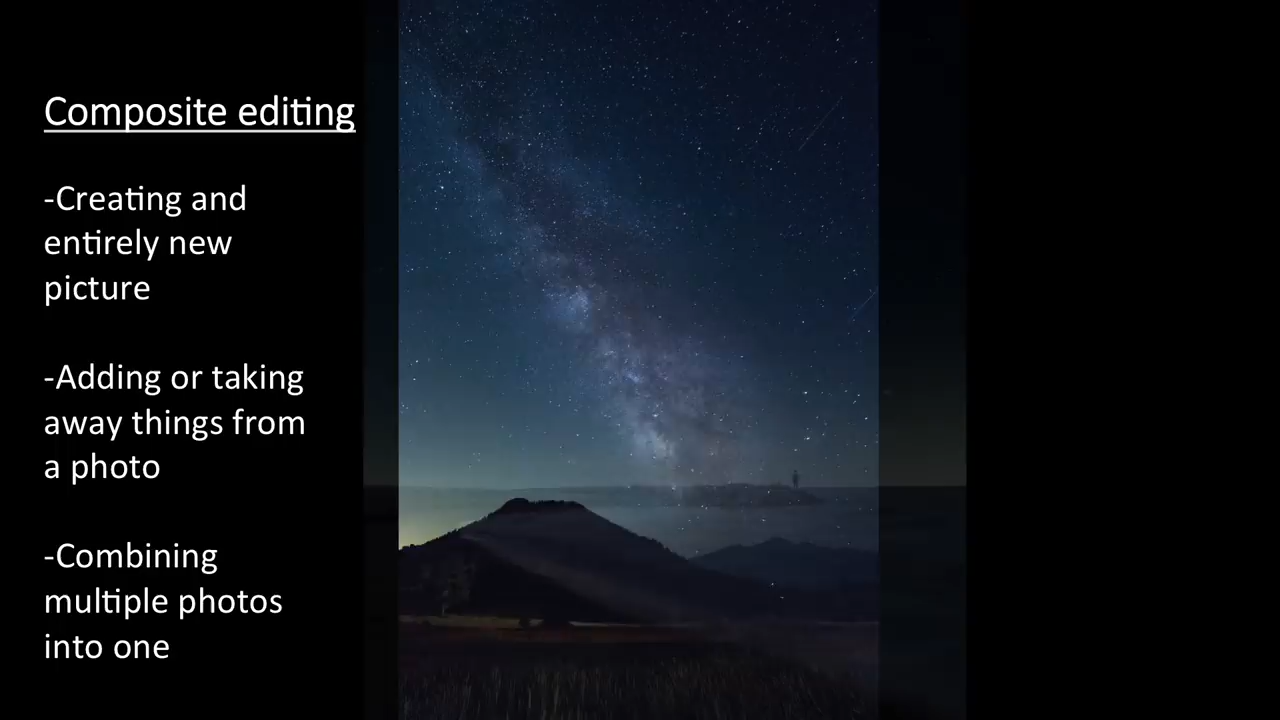 Composite editing
-Creating and
entirely new
picture
-Adding or taking
away things from
a photo
-Combining
multiple photos
into one